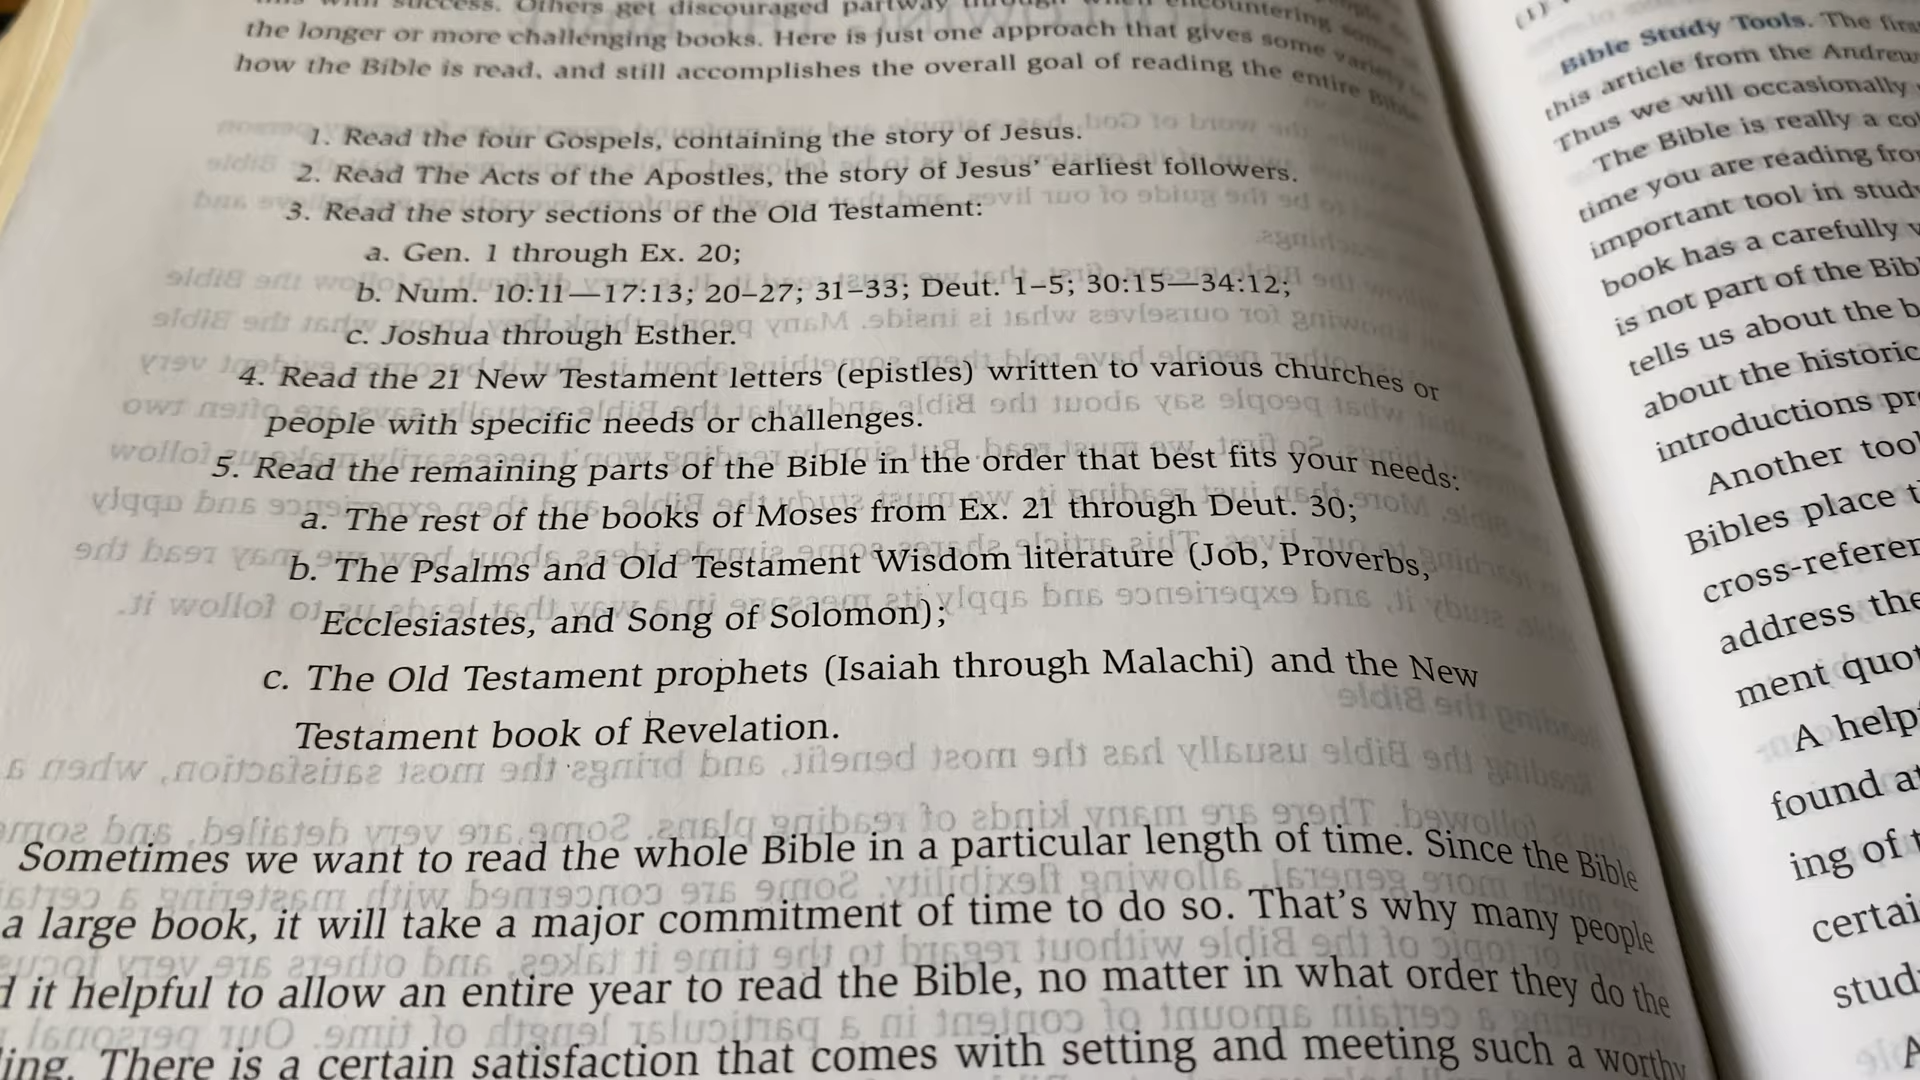 success. Others get discouraged partway through when encountering some
the longer or more challenging books. Here is just one approach that gives some variety
how the Bible is read, and still accomplishes the overall goal of reading the entire Bible
1. Read the four Gospels, containing the story of Jesus.
2. Read The Acts of the Apostles, the story of Jesus’ earliest followers.
3. Read the story sections of the Old Testament:
a. Gen. 1 through Ex. 20;
b. Num. 10:11—17:13; 20–27; 31–33; Deut. 1–5; 30:15—34:12;
c. Joshua through Esther.
4. Read the 21 New Testament letters (epistles) written to various churches or
people with specific needs or challenges.
5. Read the remaining parts of the Bible in the order that best fits your needs:
a. The rest of the books of Moses from Ex. 21 through Deut. 30;
b. The Psalms and Old Testament Wisdom literature (Job, Proverbs,
Ecclesiastes, and Song of Solomon);
c. The Old Testament prophets (Isaiah through Malachi) and the New
Testament book of Revelation.
Sometimes we want to read the whole Bible in a particular length of time. Since the Bible
a large book, it will take a major commitment of time to do so. That’s why many people
it helpful to allow an entire year to read the Bible, no matter in what order they do the
ing. There is a certain satisfaction that comes with setting and meeting such a worthy
(1)
Bible Study Tools. The firs
this article from the Andrew
Thus we will occasionally
The Bible is really a co
time you are reading fro
important tool in study
book has a carefully
is not part of the Bib
tells us about the b
about the historic
introductions pr
Another tool
Bibles place
cross-referen
address the
ment quot
A help
found at
ing of
certai
stud